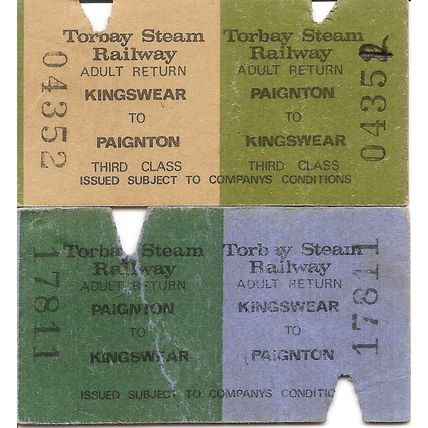 04352
Torbay Steam
Railway
ADULT RETURN
KINGSWEAR
TO
PAIGNTON
THIRD CLASS
Torbay Steam
Railway
ADULT RETURN
PAIGNTON
TO
KINGSWEAR
THIRD CLASS
04352
ISSUED SUBJECT TO COMPANYS CONDITIONS
17811
Torbay Steam
Railway
ADULT RETURN
PAIGNTON
TO
KINGSWEAR
Torbay Steam
Railway
ADULT RETURN
KINGSWEAR
TO
PAIGNTON
17811
ISSUED SUBJECT TO COMPANYS CONDITIO